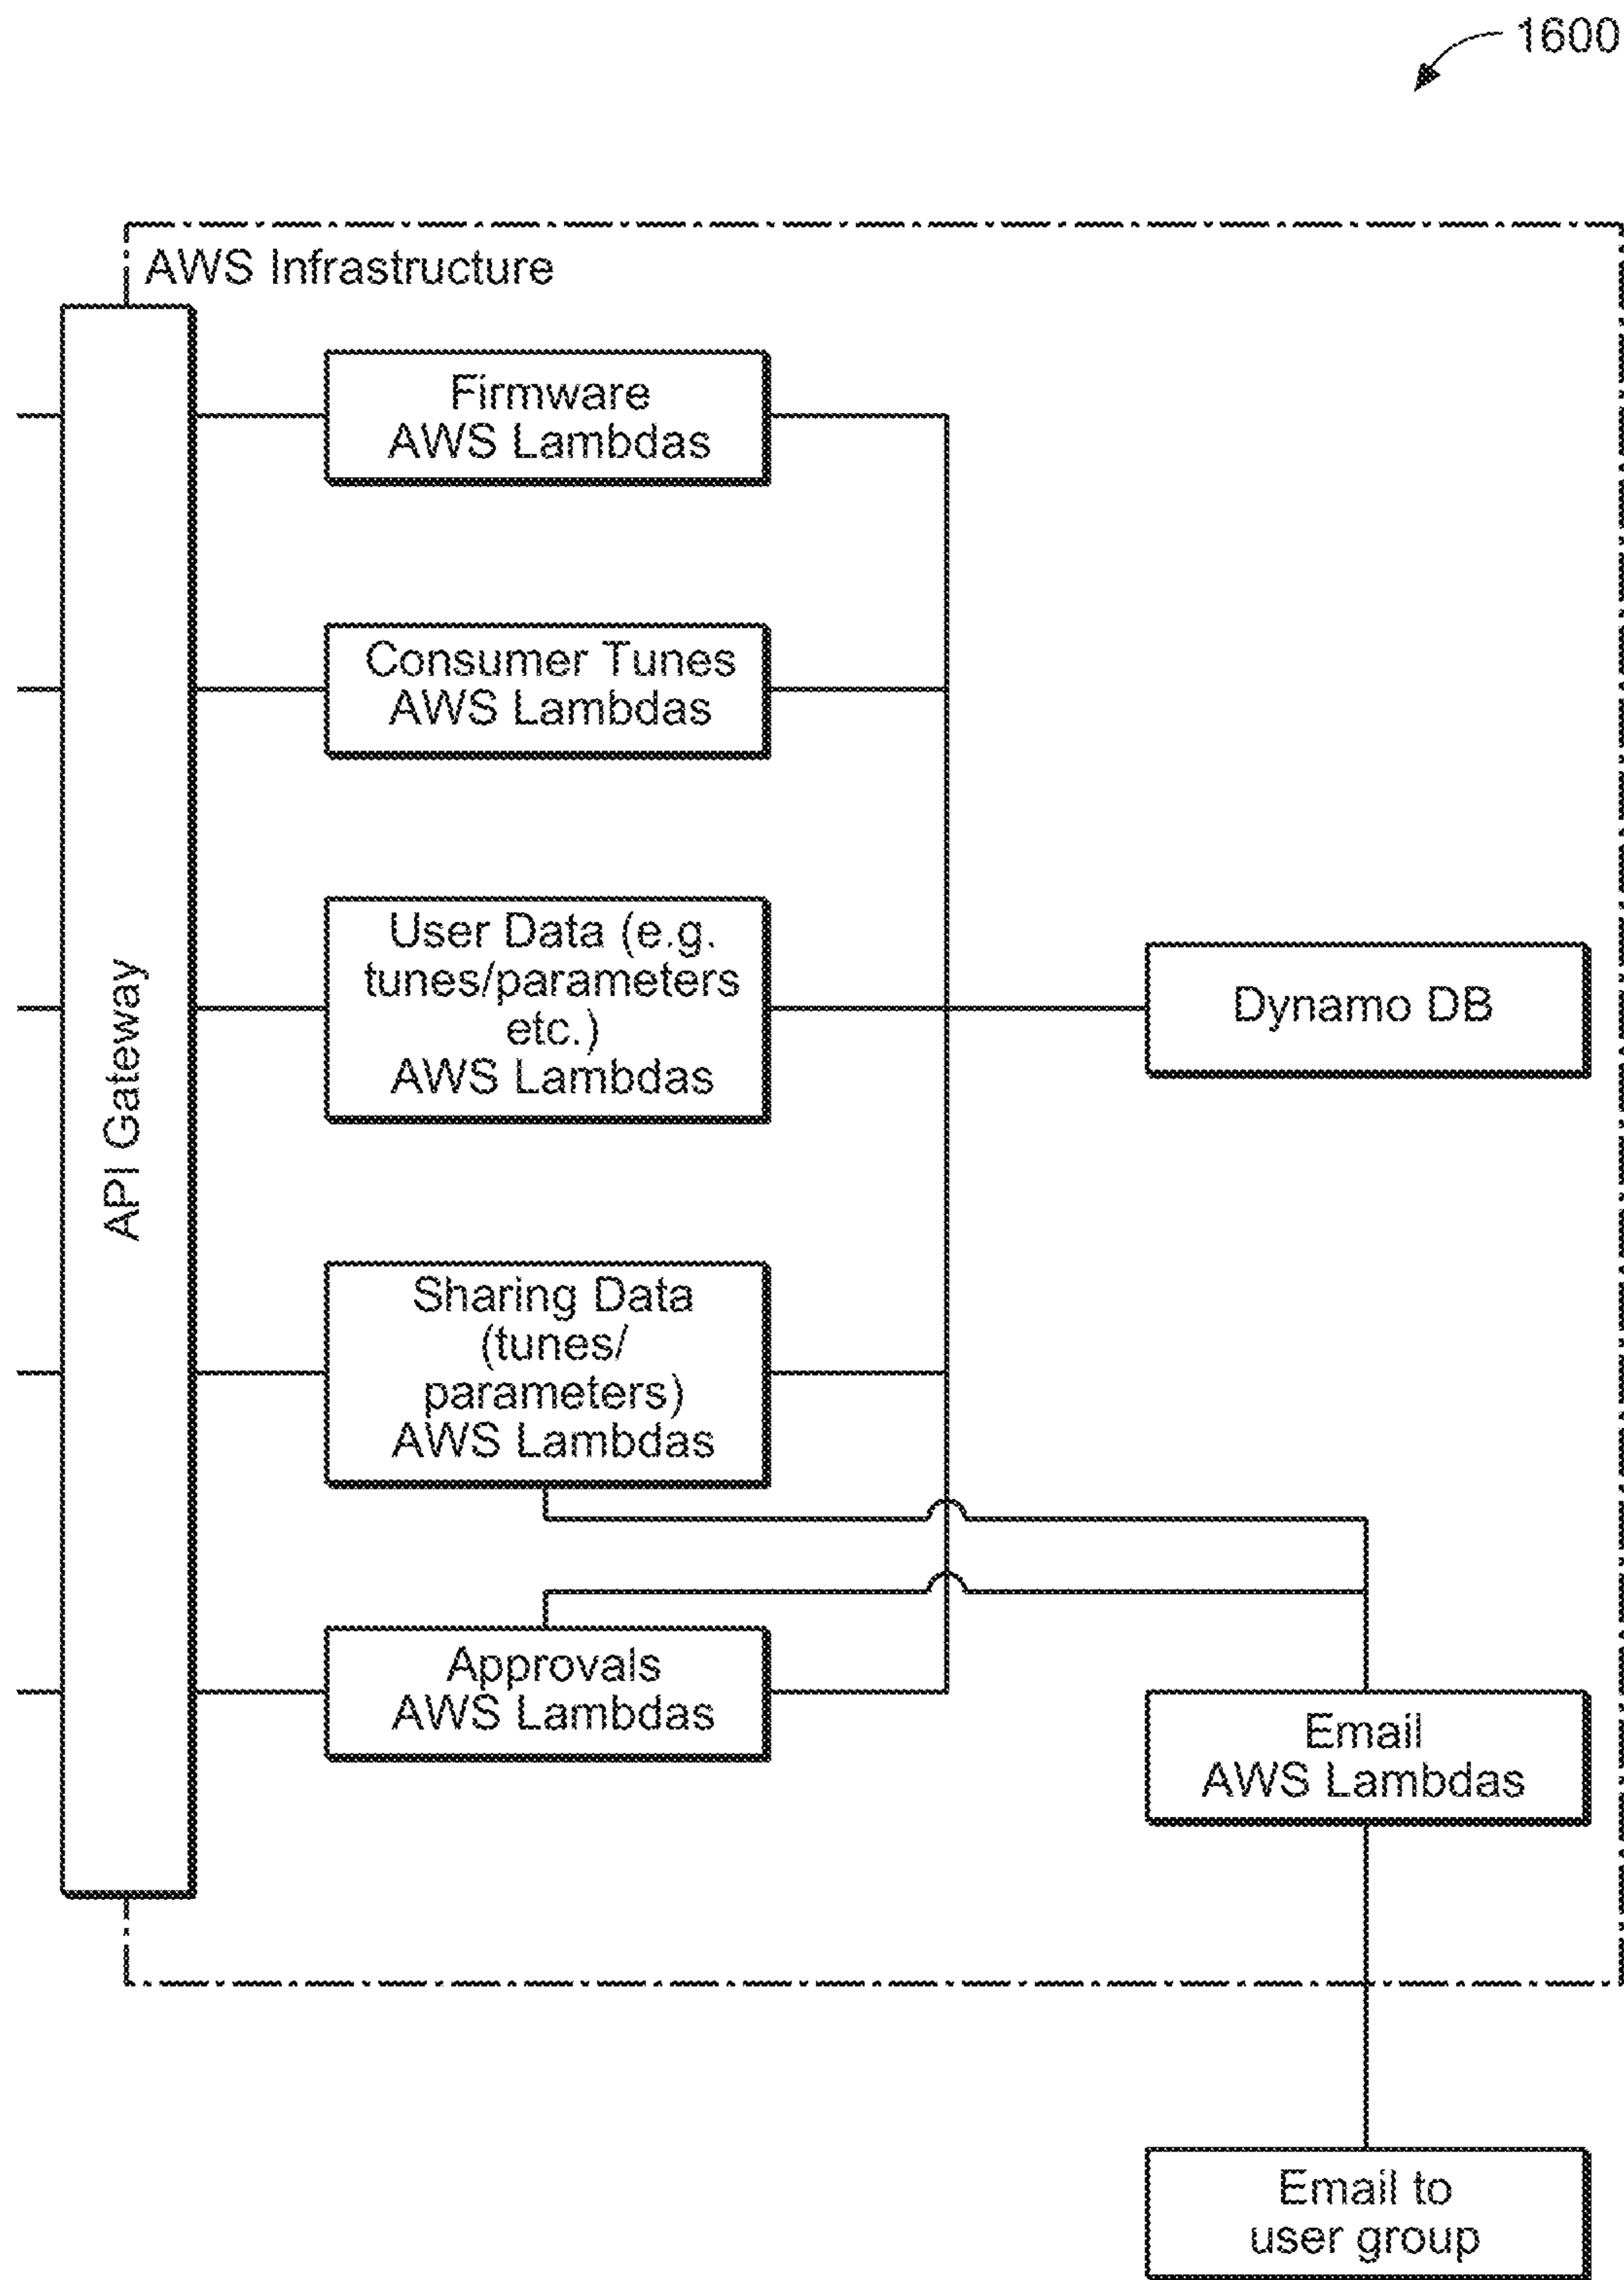 1600
AWS Infrastructure
API Gateway
Firmware
AWS Lambdas
Consumer Tunes
AWS Lambdas
User Data (e.g.
tunes/parameters
etc.)
AWS Lambdas
Dynamo DB
Sharing Data
(tunes/
parameters)
AWS Lambdas
Approvals
AWS Lambdas
Email
AWS Lambdas
Email to
user group